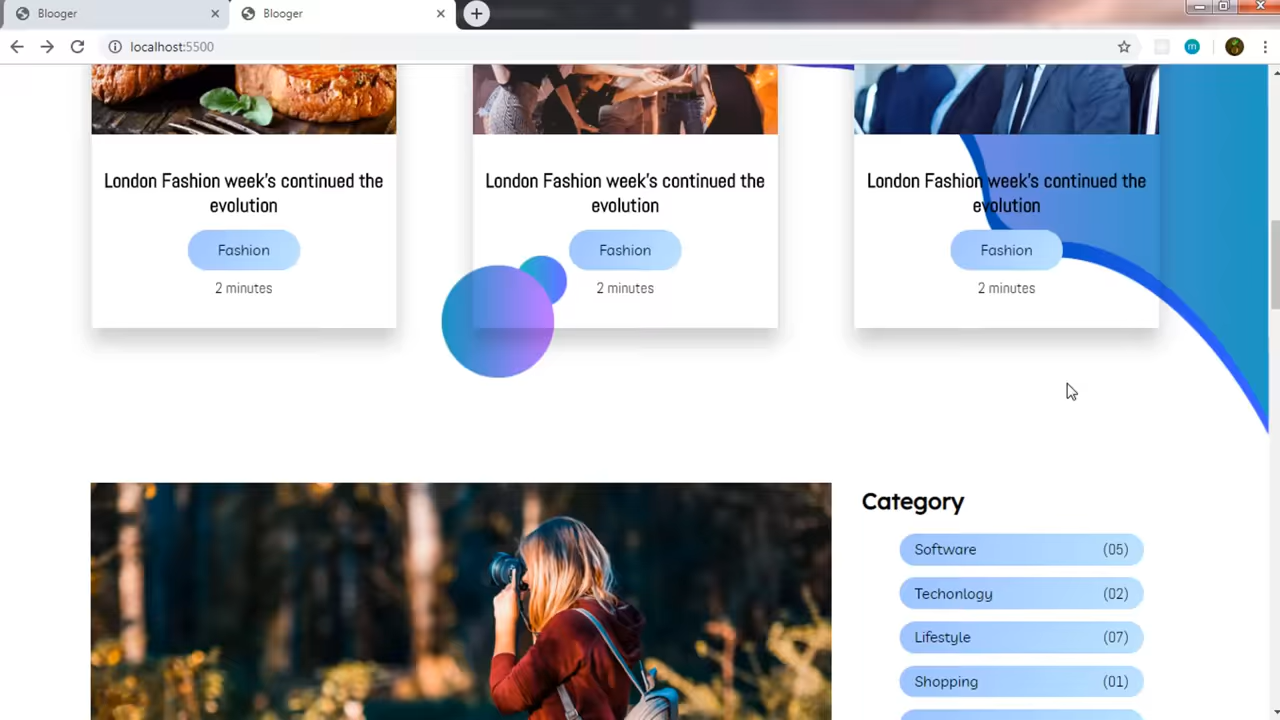 Blooger
Blooger
localhost:5500
London Fashion week's continued the
evolution
Fashion
2 minutes
London Fashion week's continued the
evolution
Fashion
2 minutes
London Fashion week's continued the
evolution
Fashion
2 minutes
Category
Software (05)
Techonlogy (02)
Lifestyle (07)
Shopping (01)